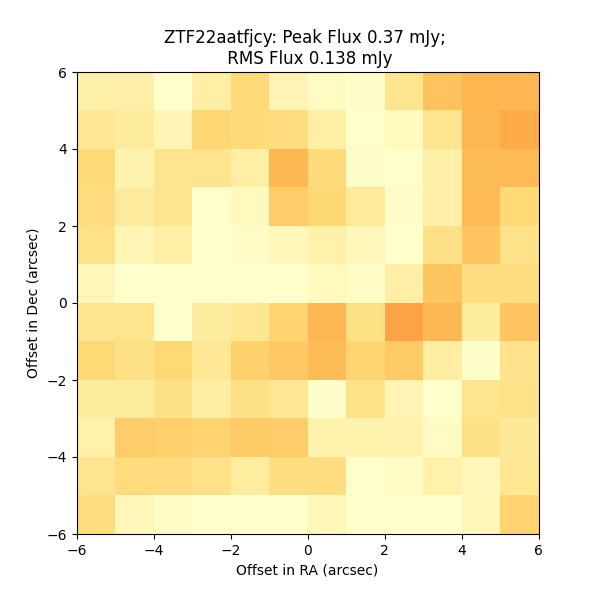 ZTF22aatfjcy: Peak Flux 0.37 mJy;
RMS Flux 0.138 mJy
6
4
2
0
−2
−4
−6
Offset in Dec (arcsec)
−6 −4 −2 0 2 4 6
Offset in RA (arcsec)